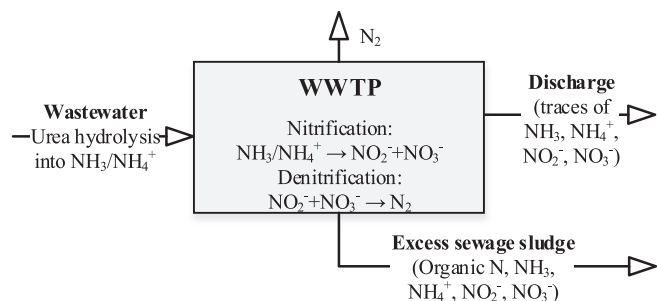 N₂
WWTP
Nitrification:
NH₃/NH₄⁺ → NO₂⁻+NO₃⁻
Denitrification:
NO₂⁻+NO₃⁻ → N₂
Wastewater
Urea hydrolysis
into NH₃/NH₄⁺
Discharge
(traces of
NH₃, NH₄⁺,
NO₂⁻, NO₃⁻)
Excess sewage sludge
(Organic N, NH₃,
NH₄⁺, NO₂⁻, NO₃⁻)